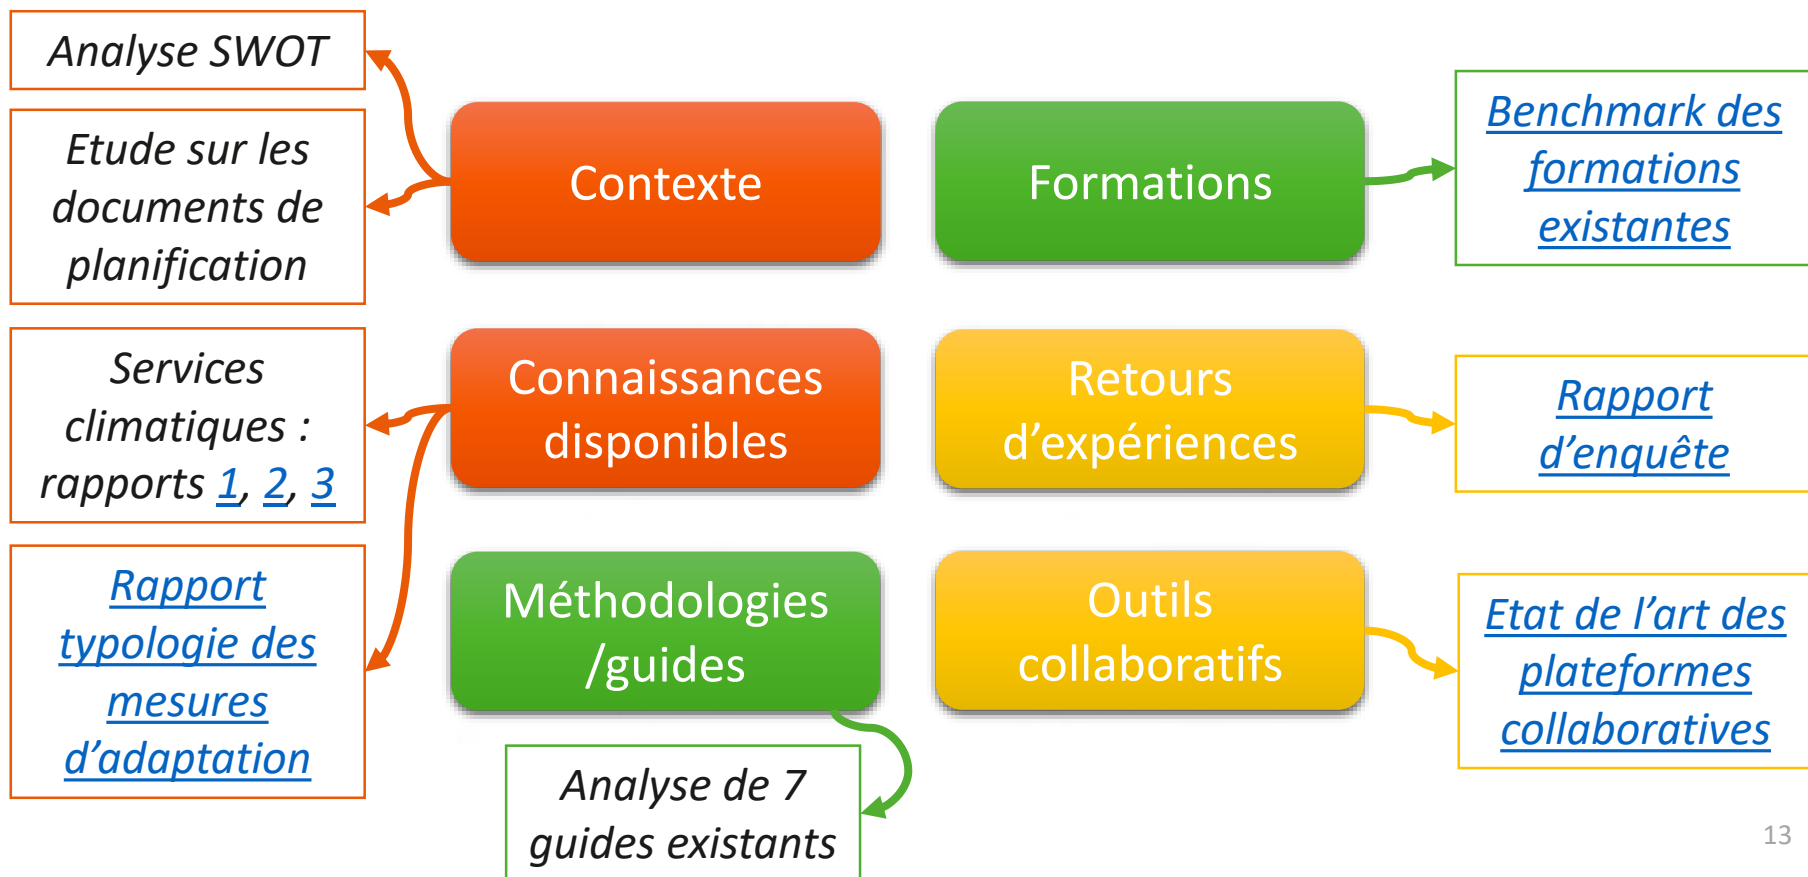 Analyse SWOT
Etude sur les
documents de
planification
Services
climatiques :
rapports 1, 2, 3
Rapport
typologie des
mesures
d’adaptation
Contexte
Connaissances
disponibles
Méthodologies
/guides
Analyse de 7
guides existants
Formations
Retours
d’expériences
Outils
collaboratifs
Benchmark des
formations
existantes
Rapport
d’enquête
Etat de l’art des
plateformes
collaboratives
13